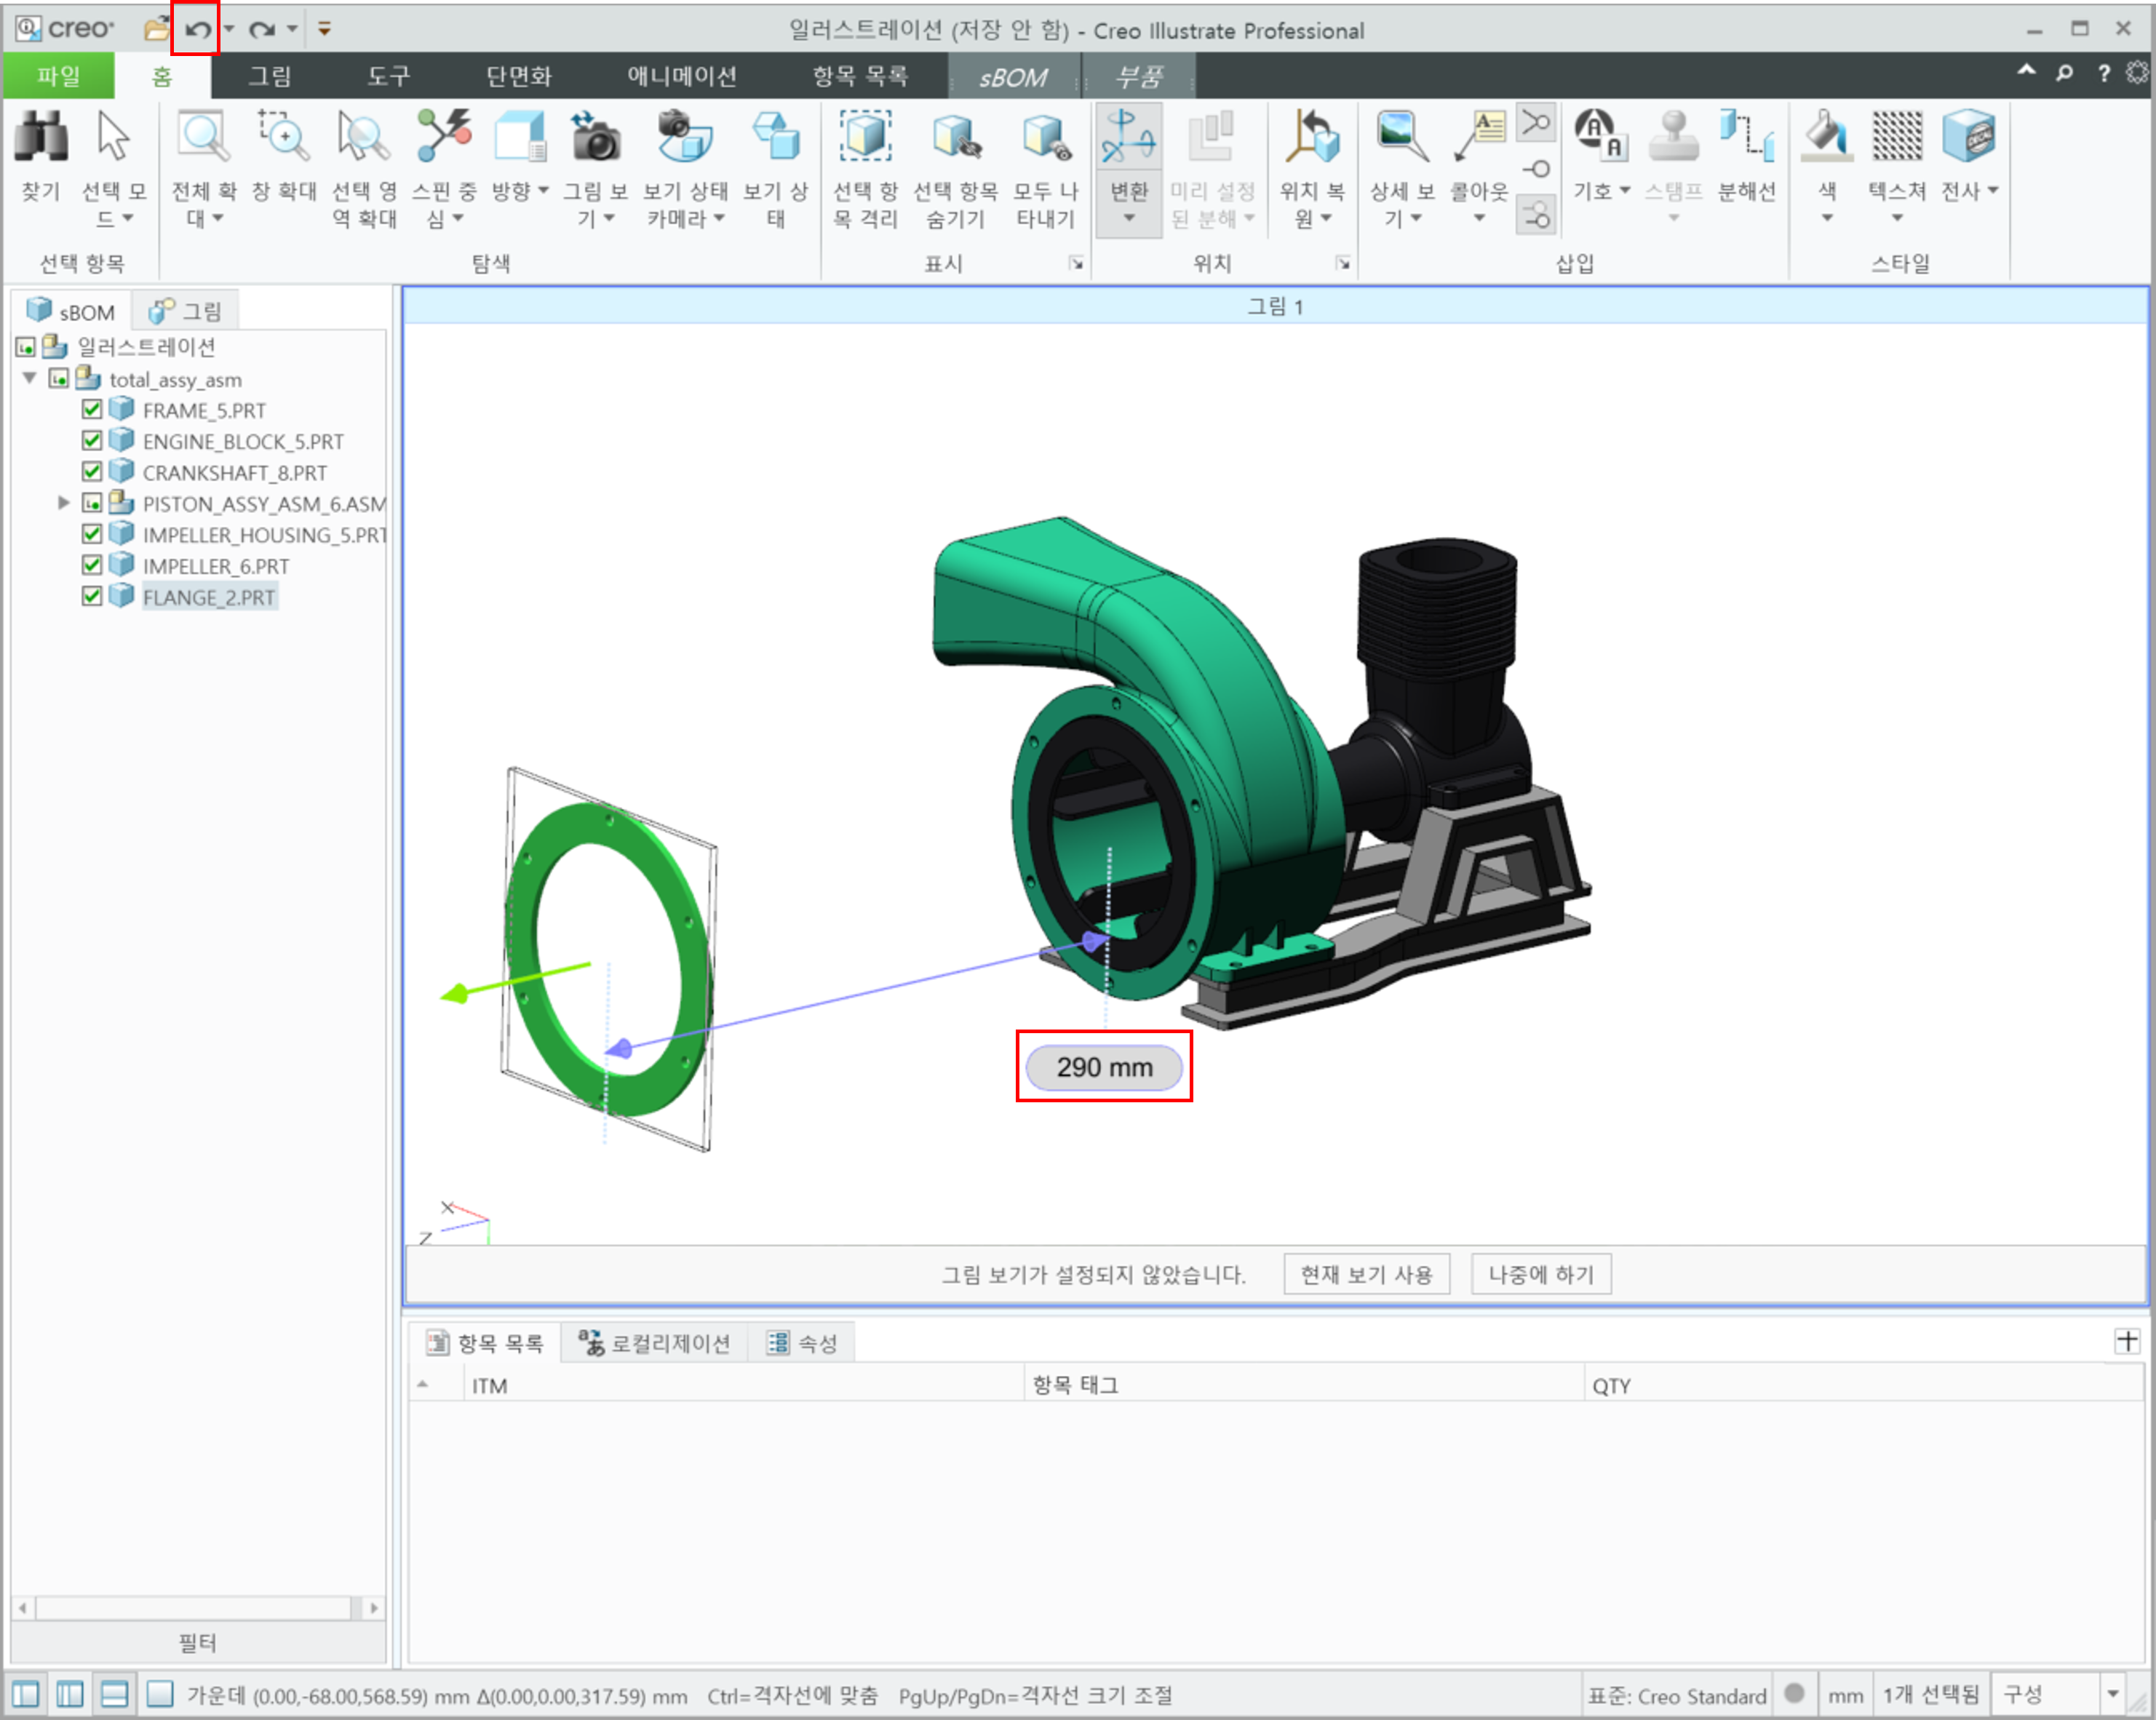 creo
일러스트레이션 (저장 안 함) - Creo Illustrate Professional
파일 홈 그림 도구 단면화 애니메이션 항목 목록 sBOM 부품
찾기
선택 모드
전체 확대
창 확대
선택 영역 확대
스핀 중심
방향
그림 보기
보기 상태 카메라
보기 상태
선택 항목 격리
선택 항목 숨기기
모두 나타내기
변환
미리 설정된 분해
위치 복원
상세 보기
콜아웃
기호
스탬프
분해선
색
텍스쳐
전사
선택 항목 탐색 표시 위치 삽입 스타일
sBOM 그림
일러스트레이션
total_assy_asm
FRAME_5.PRT
ENGINE_BLOCK_5.PRT
CRANKSHAFT_8.PRT
PISTON_ASSY_ASM_6.ASM
IMPELLER_HOUSING_5.PRT
IMPELLER_6.PRT
FLANGE_2.PRT
필터
그림 1
290 mm
X
Z
그림 보기가 설정되지 않았습니다. 현재 보기 사용 나중에 하기
항목 목록 로컬리제이션 속성
ITM 항목 태그 QTY
가운데 (0.00,-68.00,568.59) mm Δ(0.00,0.00,317.59) mm Ctrl=격자선에 맞춤 PgUp/PgDn=격자선 크기 조절
표준: Creo Standard mm 1개 선택됨 구성